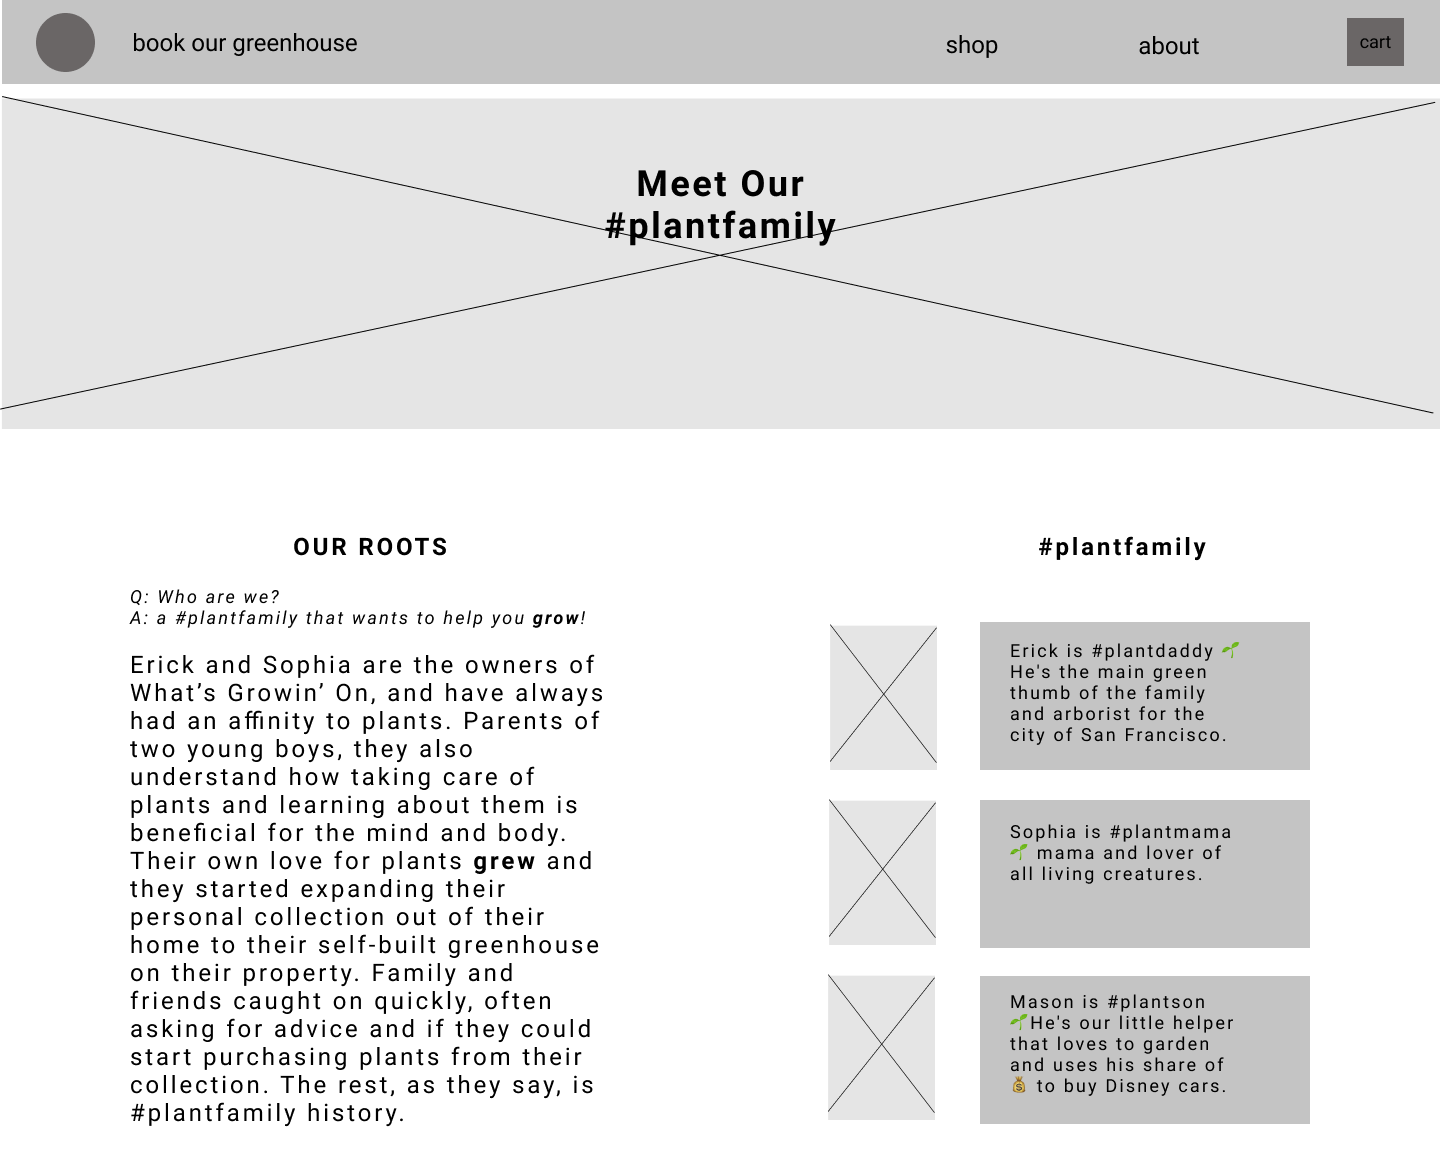 book our greenhouse
shop
about
cart
Meet Our
#plantfamily
OUR ROOTS
Q: Who are we?
A: a #plantfamily that wants to help you grow!
Erick and Sophia are the owners of
What’s Growin’ On, and have always
had an affinity to plants. Parents of
two young boys, they also
understand how taking care of
plants and learning about them is
beneficial for the mind and body.
Their own love for plants grew and
they started expanding their
personal collection out of their
home to their self-built greenhouse
on their property. Family and
friends caught on quickly, often
asking for advice and if they could
start purchasing plants from their
collection. The rest, as they say, is
#plantfamily history.
#plantfamily
Erick is #plantdaddy 🌱
He's the main green
thumb of the family
and arborist for the
city of San Francisco.
Sophia is #plantmama
🌱 mama and lover of
all living creatures.
Mason is #plantson
🌱He's our little helper
that loves to garden
and uses his share of
💰 to buy Disney cars.